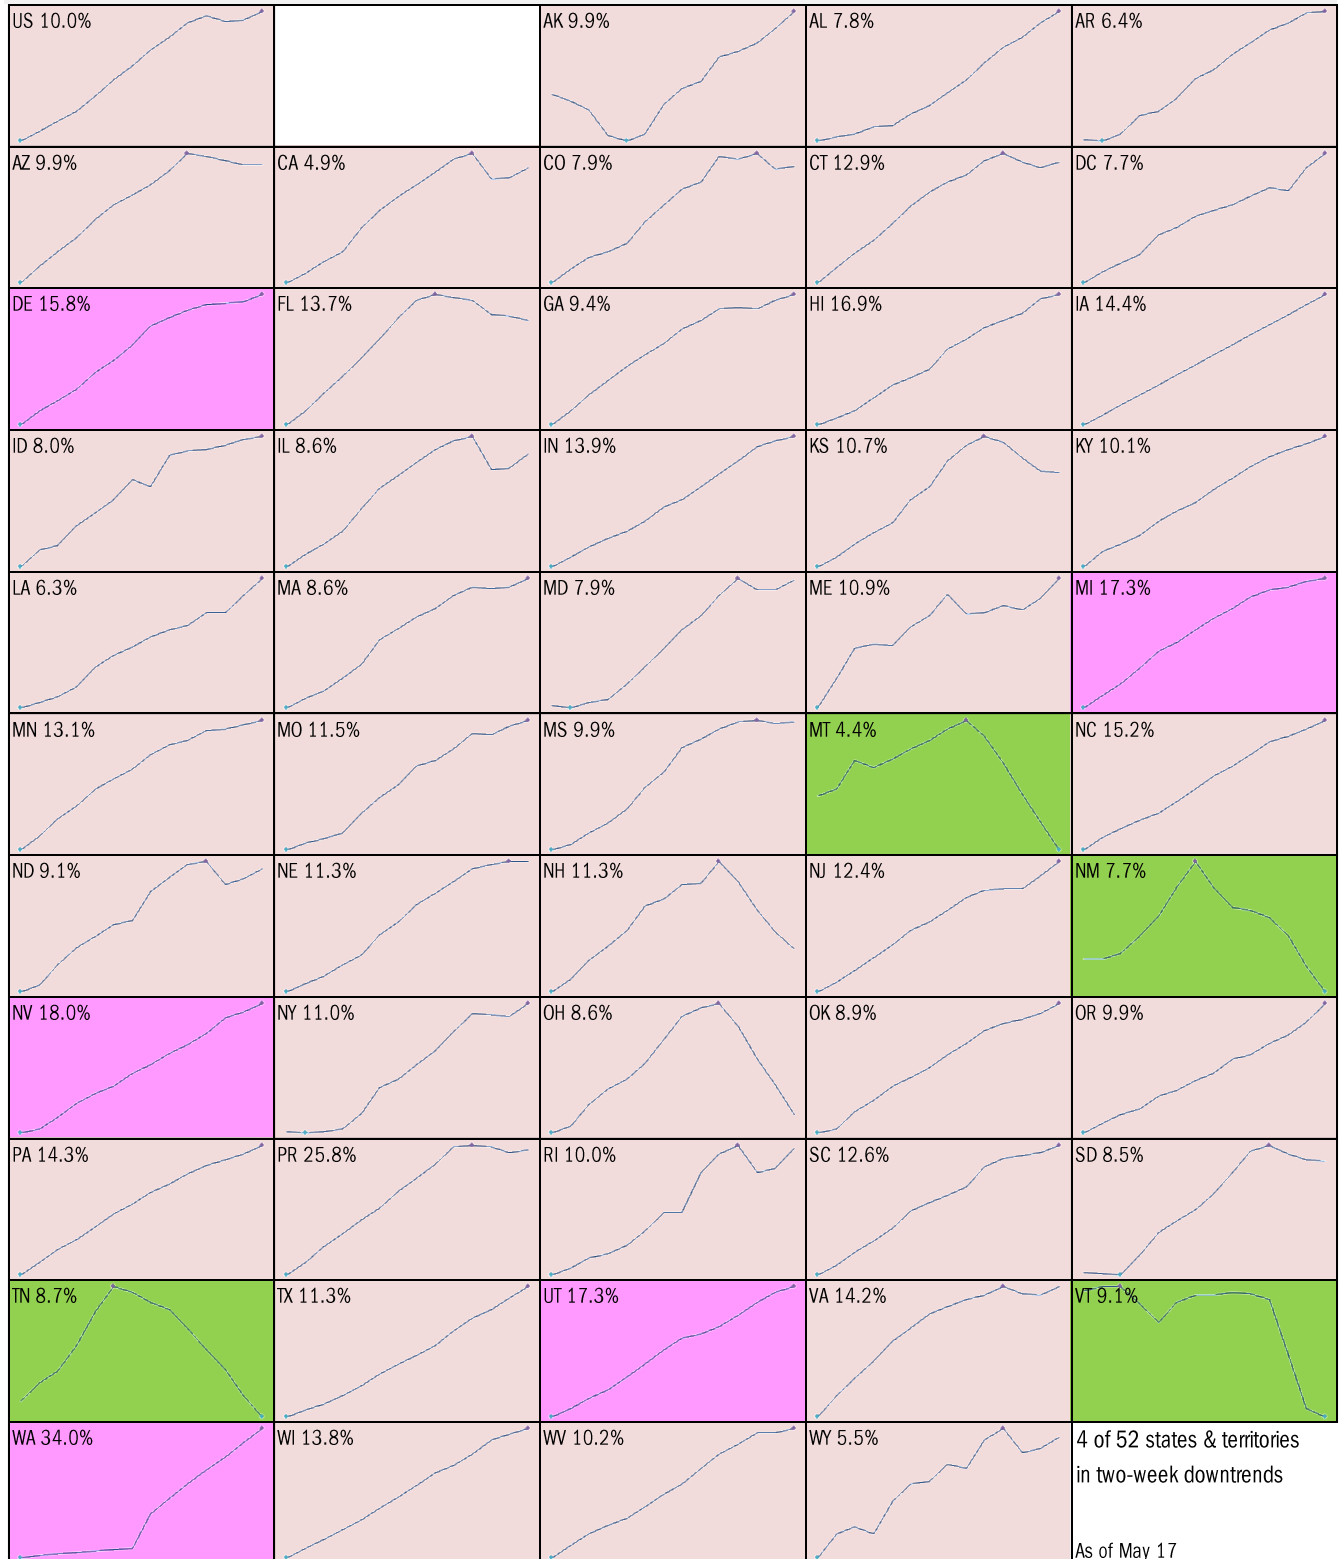 US 10.0%
AK 9.9%
AL 7.8%
AR 6.4%
AZ 9.9%
CA 4.9%
CO 7.9%
CT 12.9%
DC 7.7%
DE 15.8%
FL 13.7%
GA 9.4%
HI 16.9%
IA 14.4%
ID 8.0%
IL 8.6%
IN 13.9%
KS 10.7%
KY 10.1%
LA 6.3%
MA 8.6%
MD 7.9%
ME 10.9%
MI 17.3%
MN 13.1%
MO 11.5%
MS 9.9%
MT 4.4%
NC 15.2%
ND 9.1%
NE 11.3%
NH 11.3%
NJ 12.4%
NM 7.7%
NV 18.0%
NY 11.0%
OH 8.6%
OK 8.9%
OR 9.9%
PA 14.3%
PR 25.8%
RI 10.0%
SC 12.6%
SD 8.5%
TN 8.7%
TX 11.3%
UT 17.3%
VA 14.2%
VT 9.1%
WA 34.0%
WI 13.8%
WV 10.2%
WY 5.5%
4 of 52 states & territories
in two-week downtrends
As of May 17